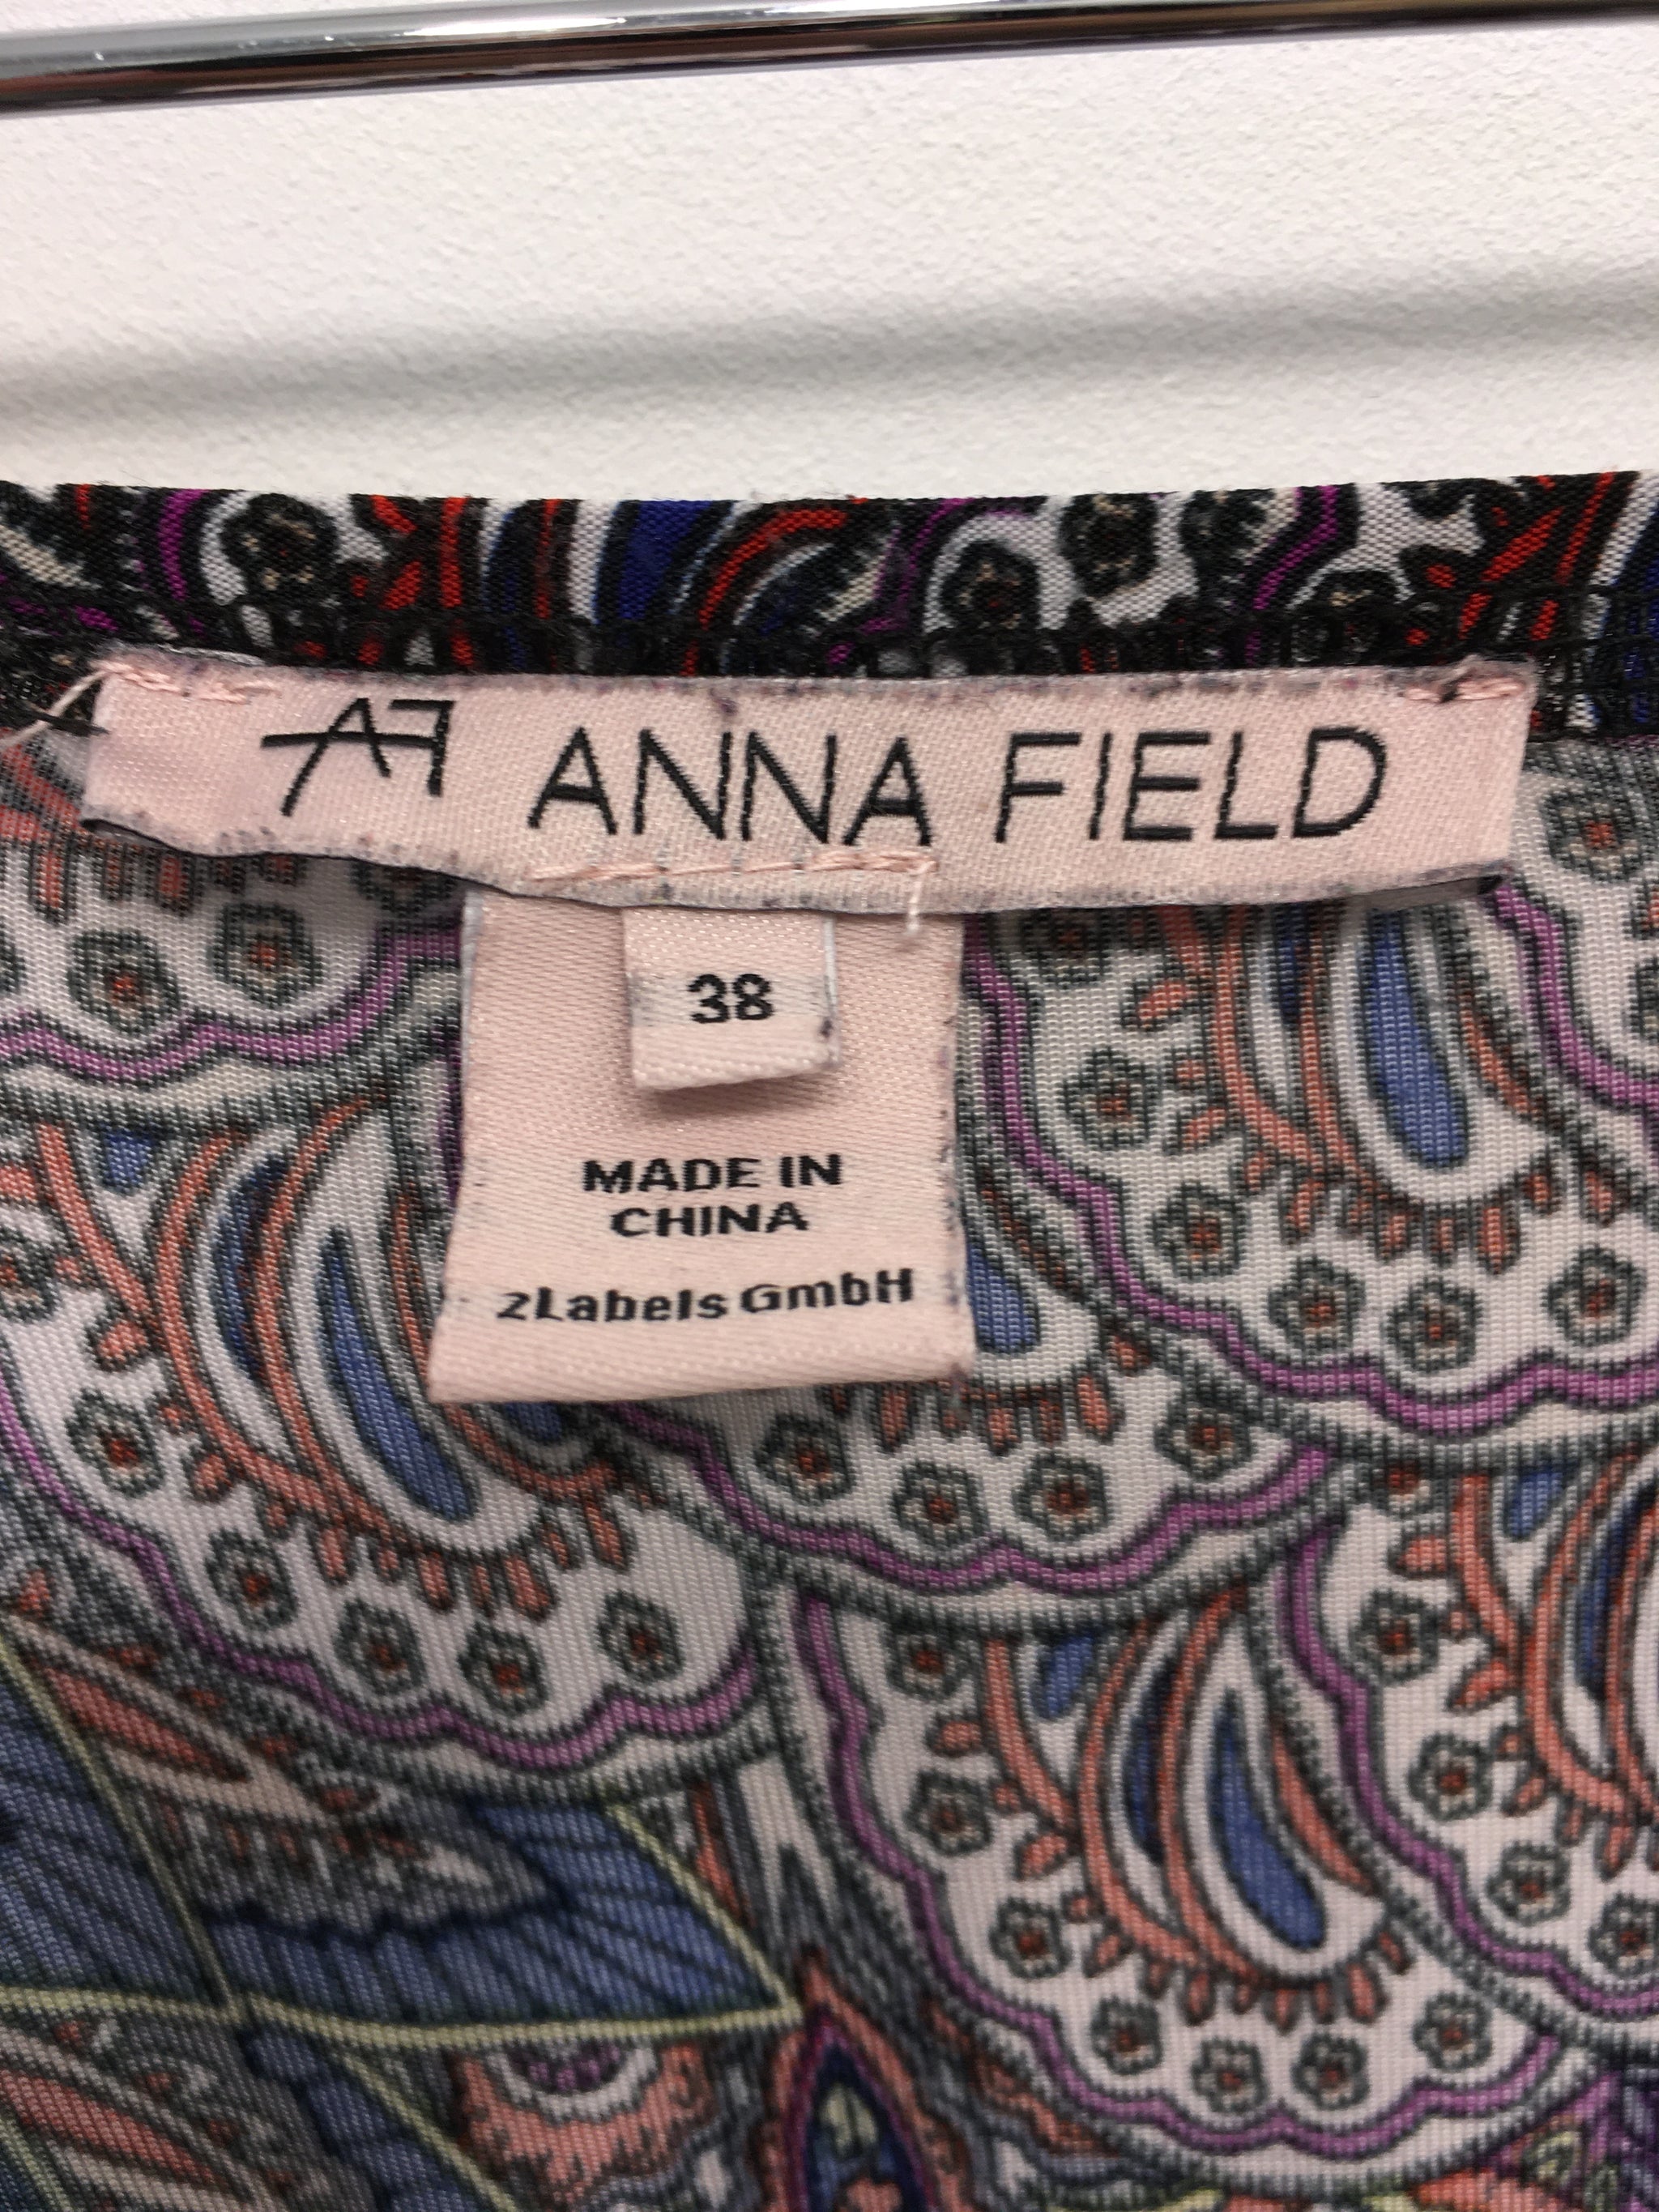 AF ANNA FIELD
38
MADE IN
CHINA
zLabels GmbH